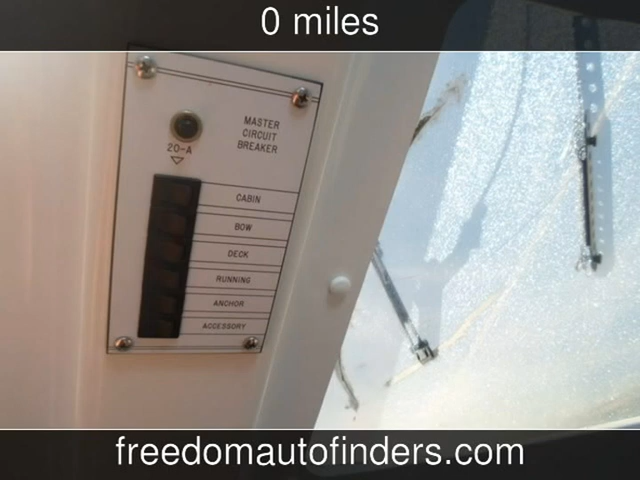 0 miles
MASTER
CIRCUIT
BREAKER
20-A
CABIN
BOW
DECK
RUNNING
ANCHOR
ACCESSORY
freedomautofinders.com